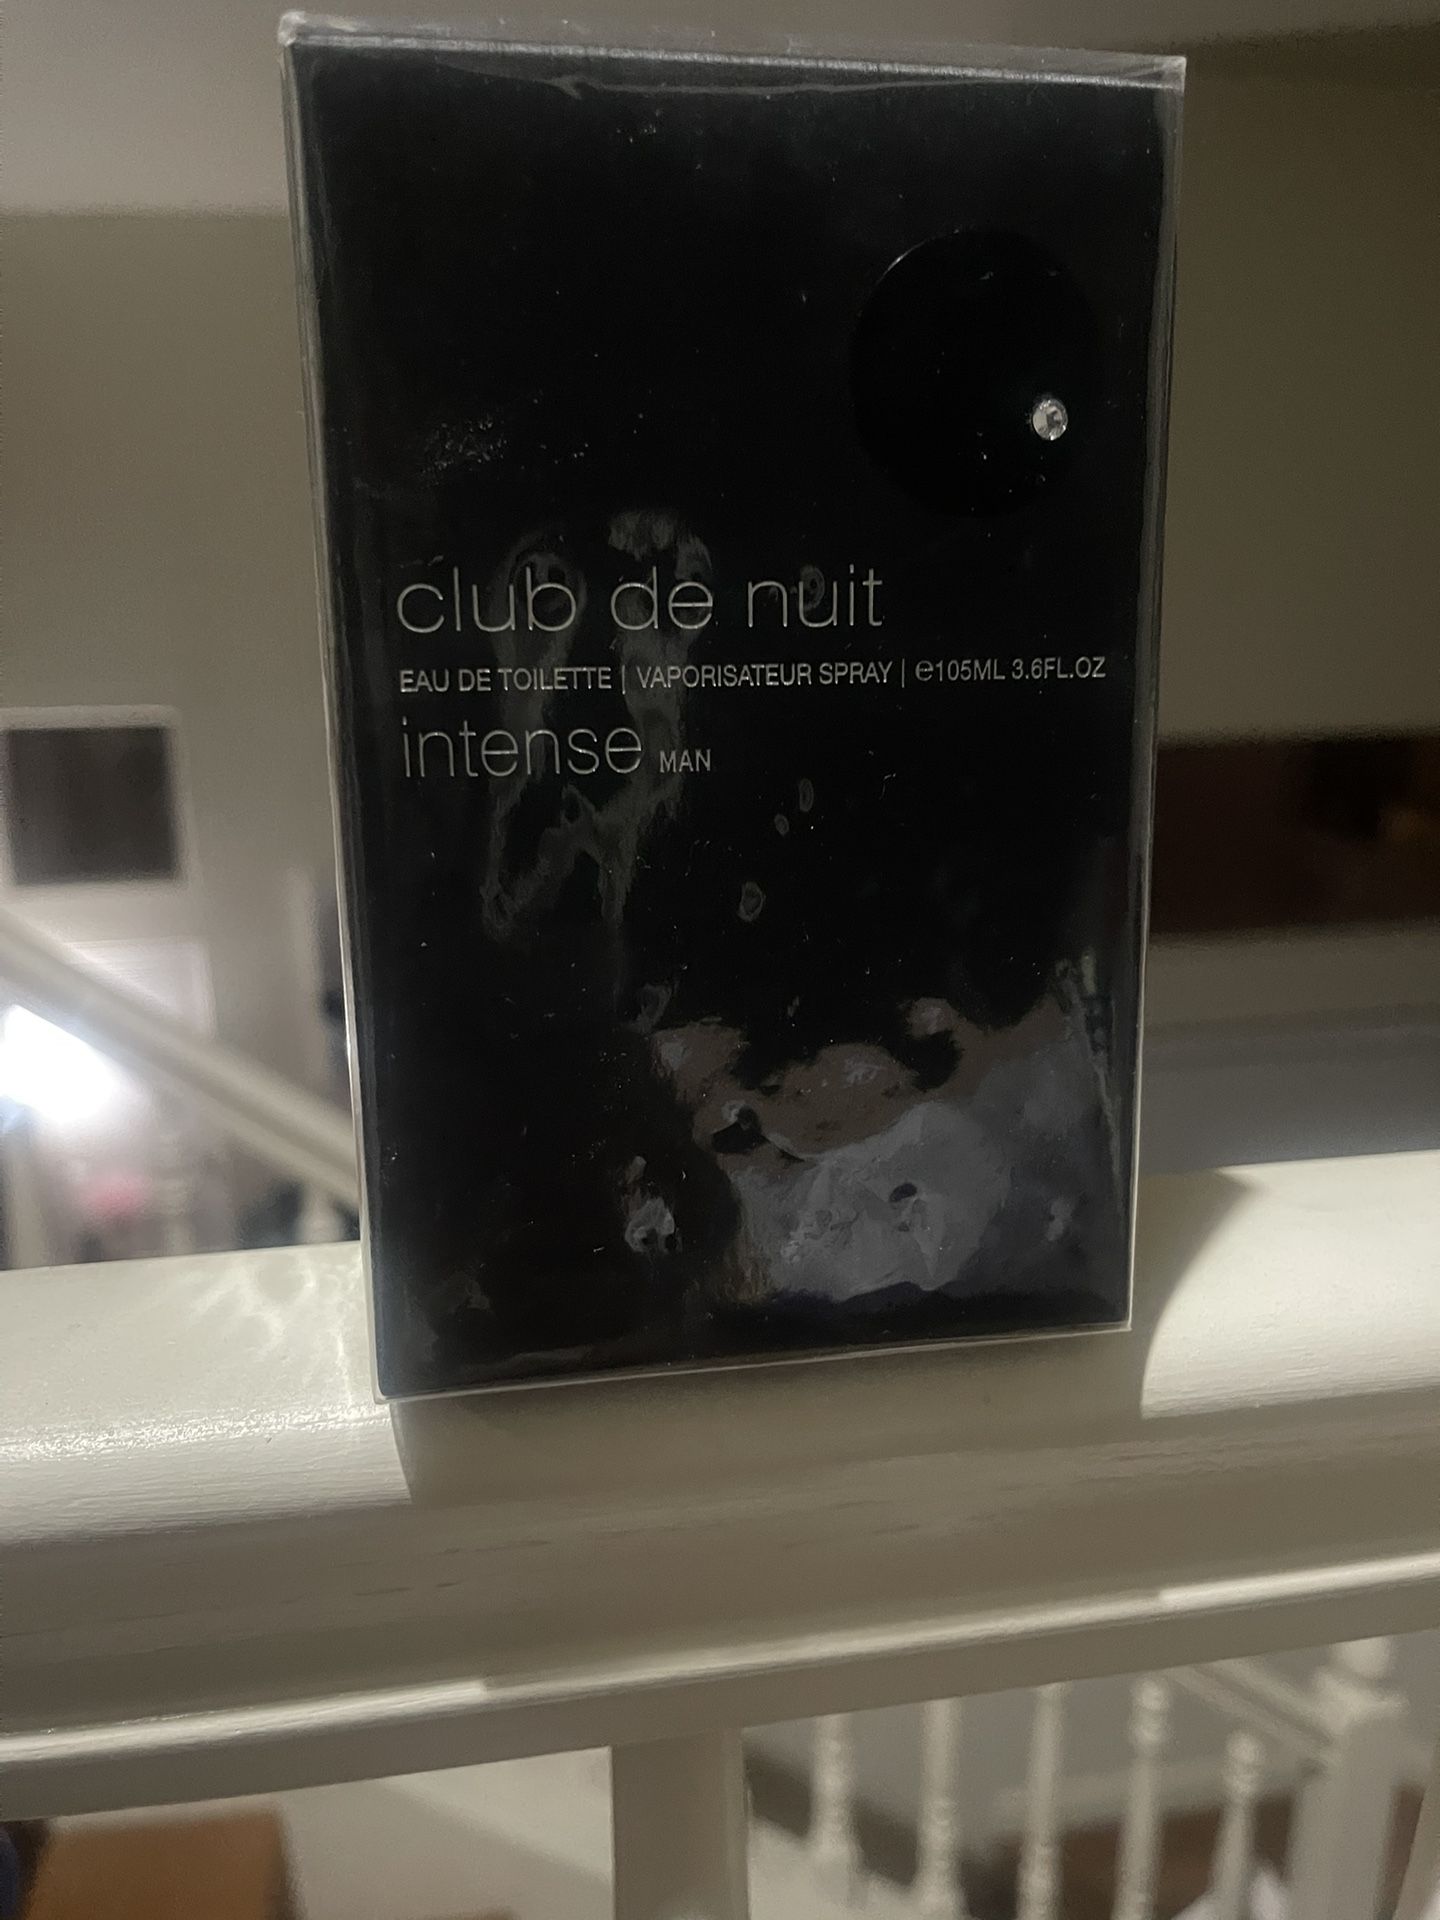 club de nuit
EAU DE TOILETTE | VAPORISATEUR SPRAY | ℮105ML 3.6FL.OZ
intense MAN